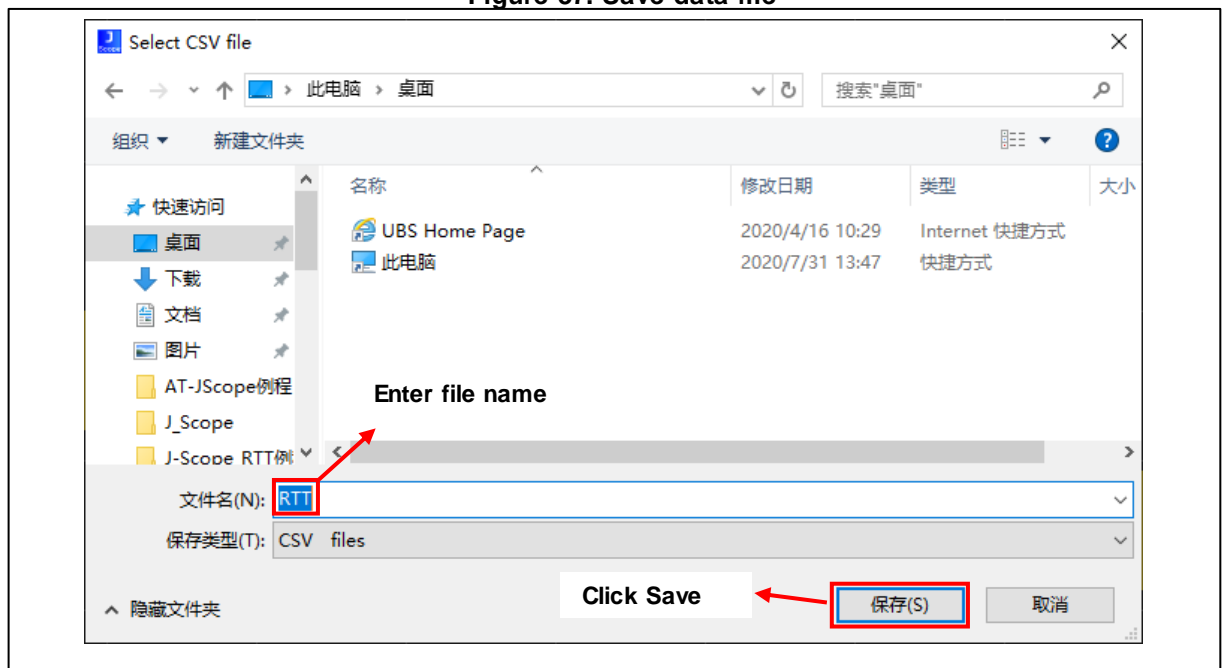 Select CSV file
此电脑 › 桌面
搜索"桌面"
组织 新建文件夹
名称 修改日期 类型 大小
快速访问
桌面
下载
文档
图片
AT-JScope例程
J_Scope
J-Scope RTT例
UBS Home Page 2020/4/16 10:29 Internet 快捷方式
此电脑 2020/7/31 13:47 快捷方式
Enter file name
文件名(N): RTT
保存类型(T): CSV files
Click Save
隐藏文件夹 保存(S) 取消